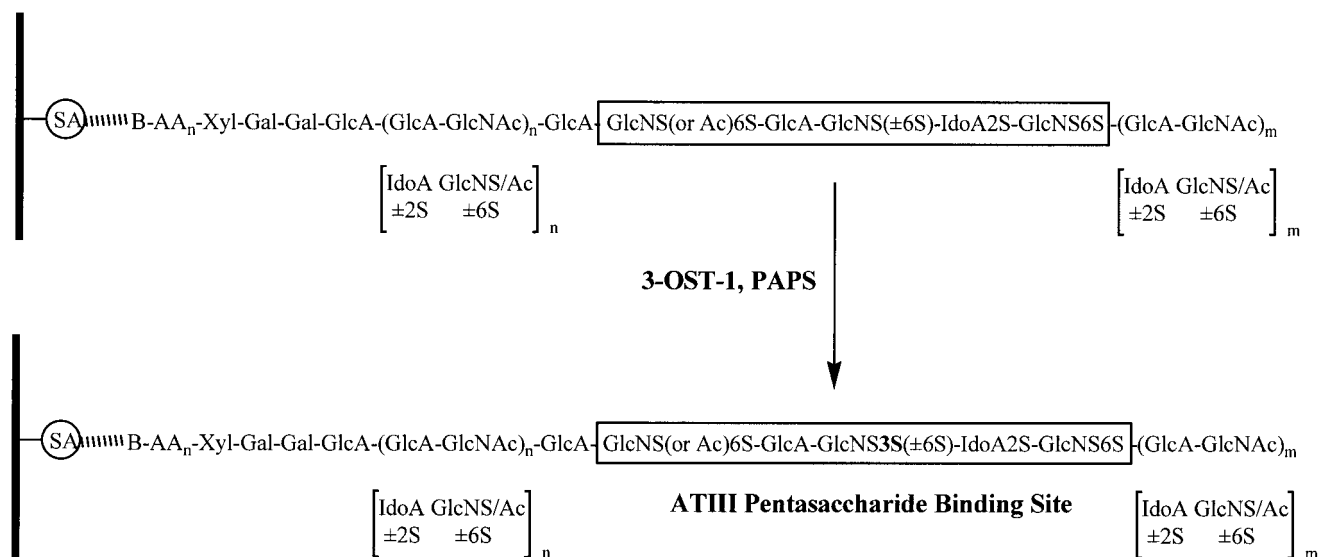 SA B-AAn-Xyl-Gal-Gal-GlcA-(GlcA-GlcNAc)n-GlcA- GlcNS(or Ac)6S-GlcA-GlcNS(±6S)-IdoA2S-GlcNS6S -(GlcA-GlcNAc)m
[IdoA GlcNS/Ac ±2S ±6S]n
[IdoA GlcNS/Ac ±2S ±6S]m
3-OST-1, PAPS
SA B-AAn-Xyl-Gal-Gal-GlcA-(GlcA-GlcNAc)n-GlcA- GlcNS(or Ac)6S-GlcA-GlcNS3S(±6S)-IdoA2S-GlcNS6S -(GlcA-GlcNAc)m
[IdoA GlcNS/Ac ±2S ±6S]n
ATIII Pentasaccharide Binding Site
[IdoA GlcNS/Ac ±2S ±6S]m